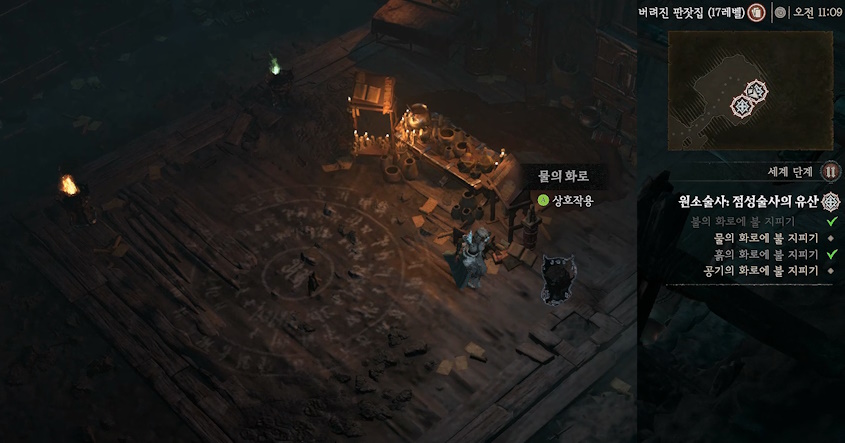 버려진 판잣집 (17레벨) 오전 11:09
세계 단계 II
원소술사: 점성술사의 유산
불의 화로에 불 지피기
물의 화로에 불 지피기
흙의 화로에 불 지피기
공기의 화로에 불 지피기
물의 화로
A 상호작용